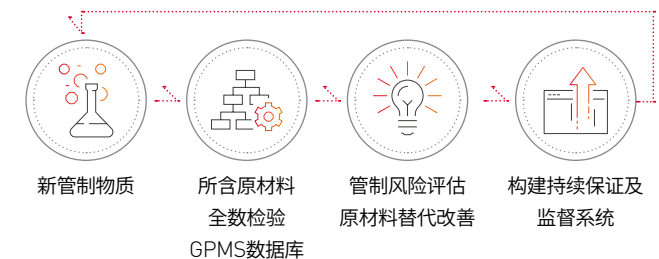 新管制物质
所含原材料
全数检验
GPMS数据库
管制风险评估
原材料替代改善
构建持续保证及
监督系统